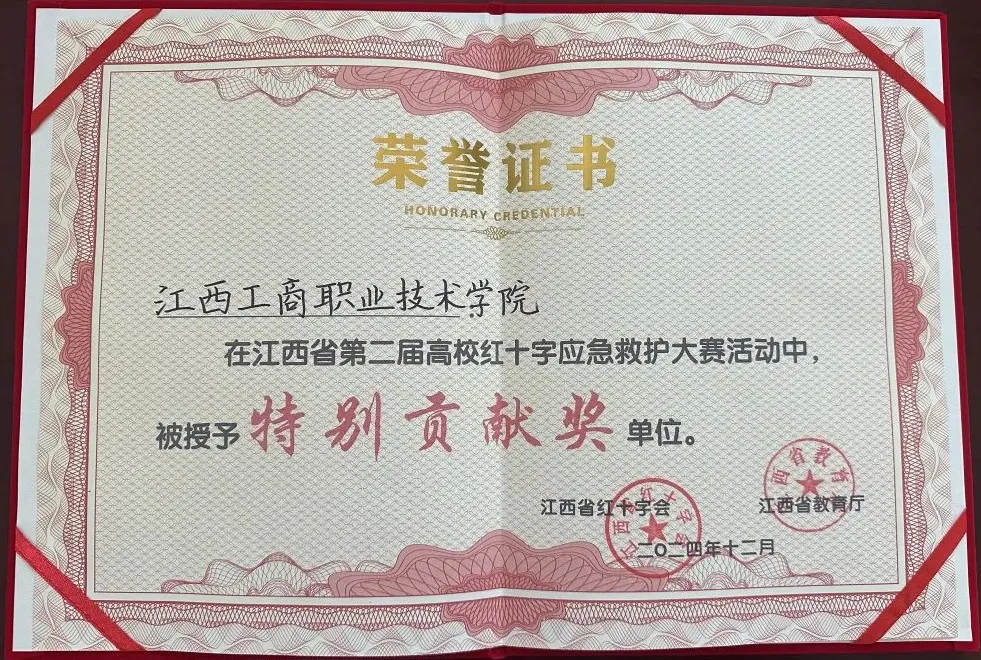 荣誉证书
HONORARY CREDENTIAL
江西工商职业技术学院
在江西省第二届高校红十字应急救护大赛活动中，
被授予特别贡献奖单位。
江西省红十字会 江西省教育厅
二〇二四年十二月